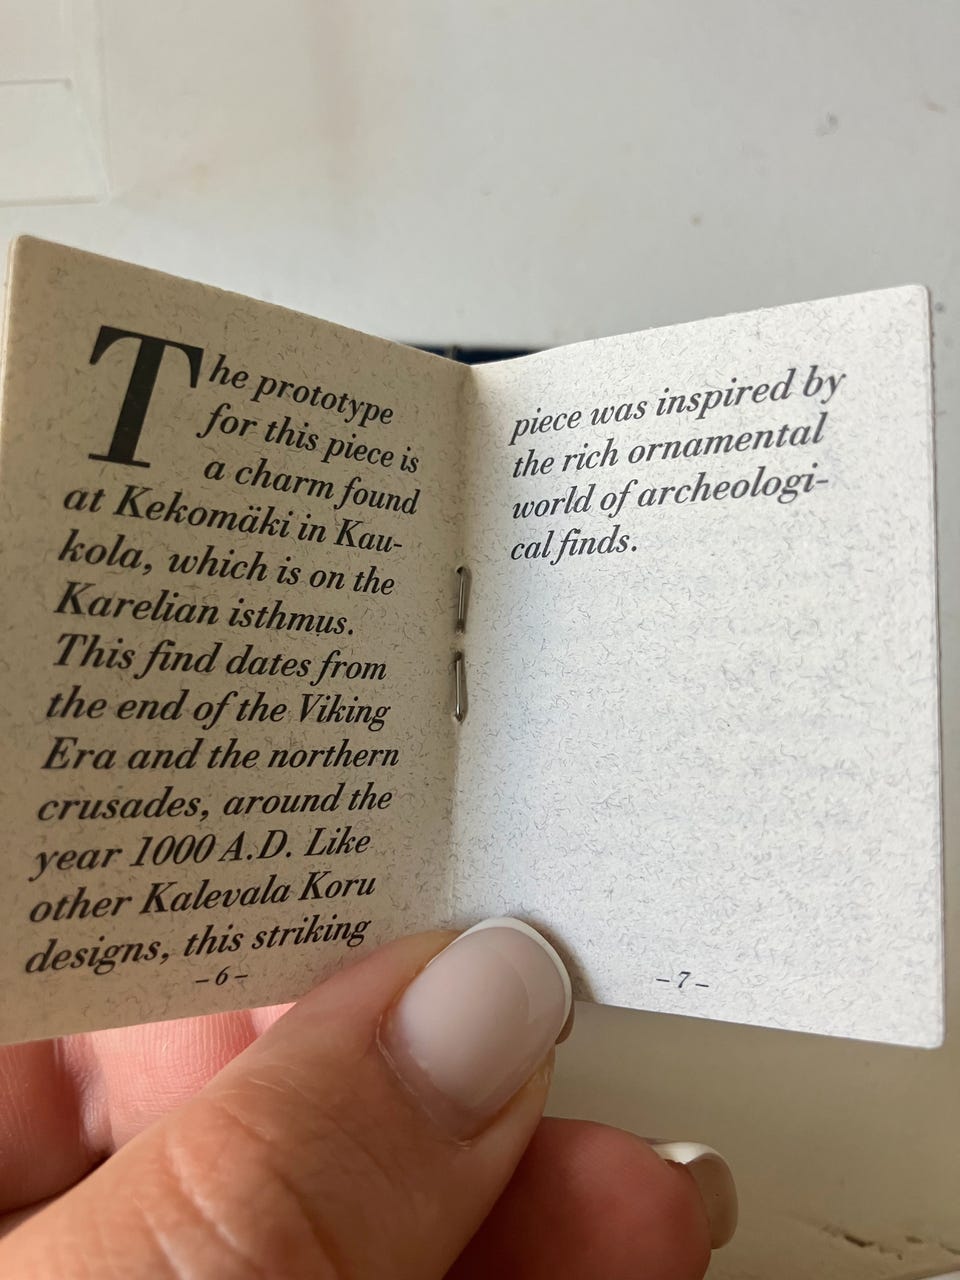 The prototype
for this piece is
a charm found
at Kekomäki in Kau-
kola, which is on the
Karelian isthmus.
This find dates from
the end of the Viking
Era and the northern
crusades, around the
year 1000 A.D. Like
other Kalevala Koru
designs, this striking
– 6 –
piece was inspired by
the rich ornamental
world of archeologi-
cal finds.
– 7 –